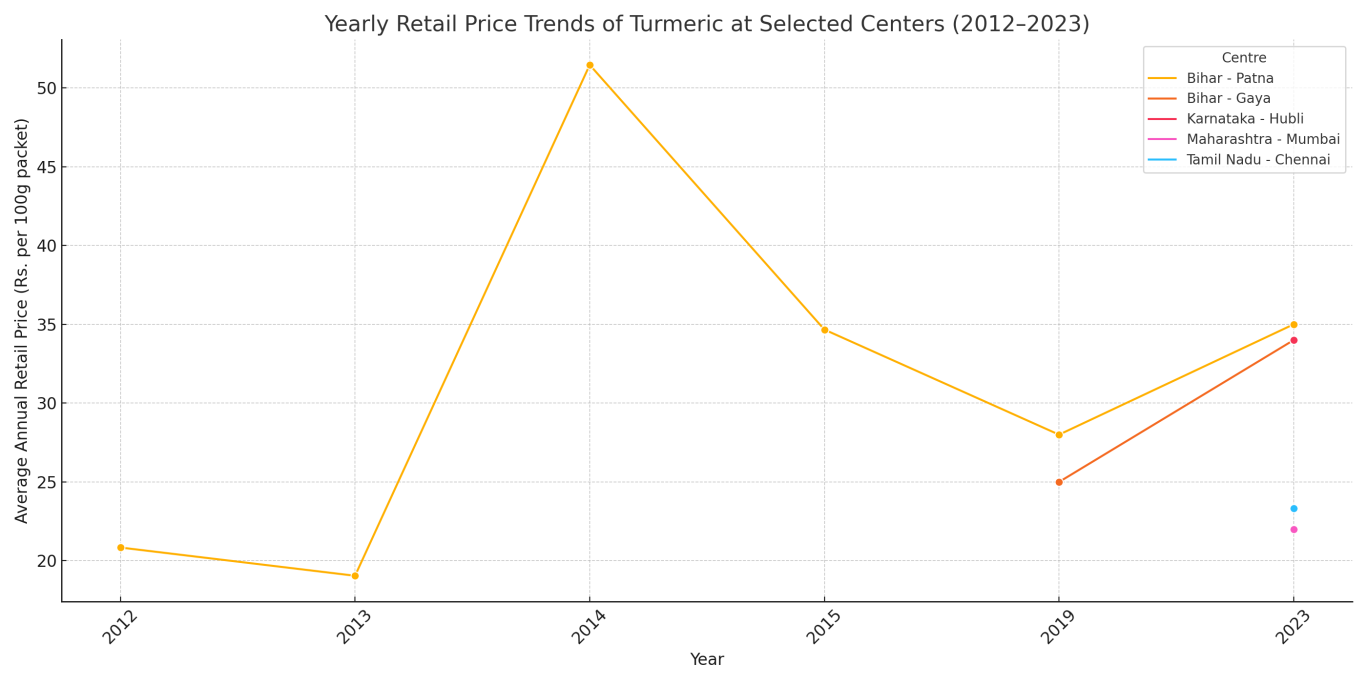 Yearly Retail Price Trends of Turmeric at Selected Centers (2012–2023)
Centre
Bihar - Patna
Bihar - Gaya
Karnataka - Hubli
Maharashtra - Mumbai
Tamil Nadu - Chennai
Average Annual Retail Price (Rs. per 100g packet)
50
45
40
35
30
25
20
2012
2013
2014
2015
2019
2023
Year